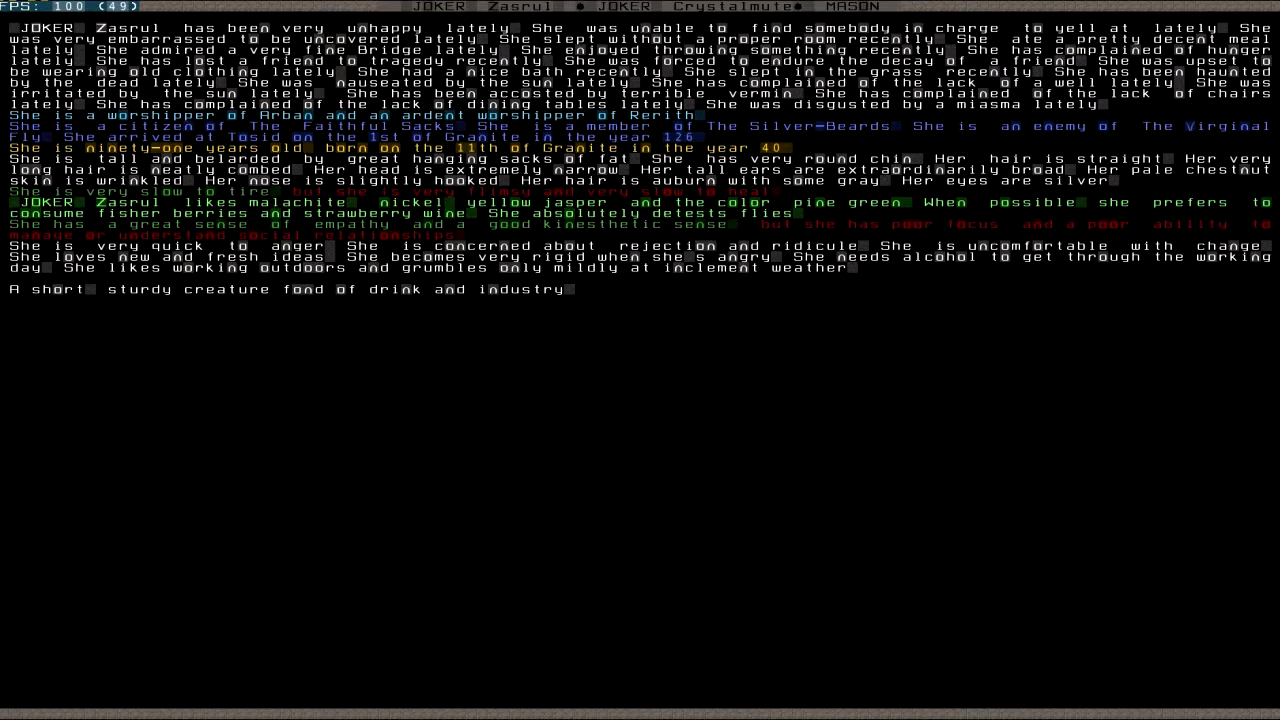 FPS: 100 (49) JOKER Zasrul JOKER Crystalmute MASON
JOKER Zasrul has been very unhappy lately She was unable to find somebody in charge to yell at lately She
was very embarrassed to be uncovered lately She slept without a proper room recently She ate a pretty decent meal
lately She admired a very fine Bridge lately She enjoyed throwing something recently She has complained of hunger
lately She has lost a friend to tragedy recently She was forced to endure the decay of a friend She was upset to
be wearing old clothing lately She had a nice bath recently She slept in the grass recently She has been haunted
by the dead lately She was nauseated by the sun lately She has complained of the lack of a well lately She was
irritated by the sun lately She has been accosted by terrible vermin She has complained of the lack of chairs
lately She has complained of the lack of dining tables lately She was disgusted by a miasma lately
She is a worshipper of Arban and an ardent worshipper of Rerith
She is a citizen of The Faithful Sacks She is a member of The Silver-Beards She is an enemy of The Virginal
Fly She arrived at Tosid on the 1st of Granite in the year 126
She is ninety-one years old born on the 11th of Granite in the year 40
She is tall and belarded by great hanging sacks of fat She has very round chin Her hair is straight Her very
long hair is neatly combed Her head is extremely narrow Her tall ears are extraordinarily broad Her pale chestnut
skin is wrinkled Her nose is slightly hooked Her hair is auburn with some gray Her eyes are silver
She is very slow to tire but she is very flimsy and very slow to heal
JOKER Zasrul likes malachite nickel yellow jasper and the color pine green When possible she prefers to
consume fisher berries and strawberry wine She absolutely detests flies
She has a great sense of empathy and a good kinesthetic sense but she has poor focus and a poor ability to
manage or understand social relationships
She is very quick to anger She is concerned about rejection and ridicule She is uncomfortable with change
She loves new and fresh ideas She becomes very rigid when she's angry She needs alcohol to get through the working
day She likes working outdoors and grumbles only mildly at inclement weather
A short sturdy creature fond of drink and industry